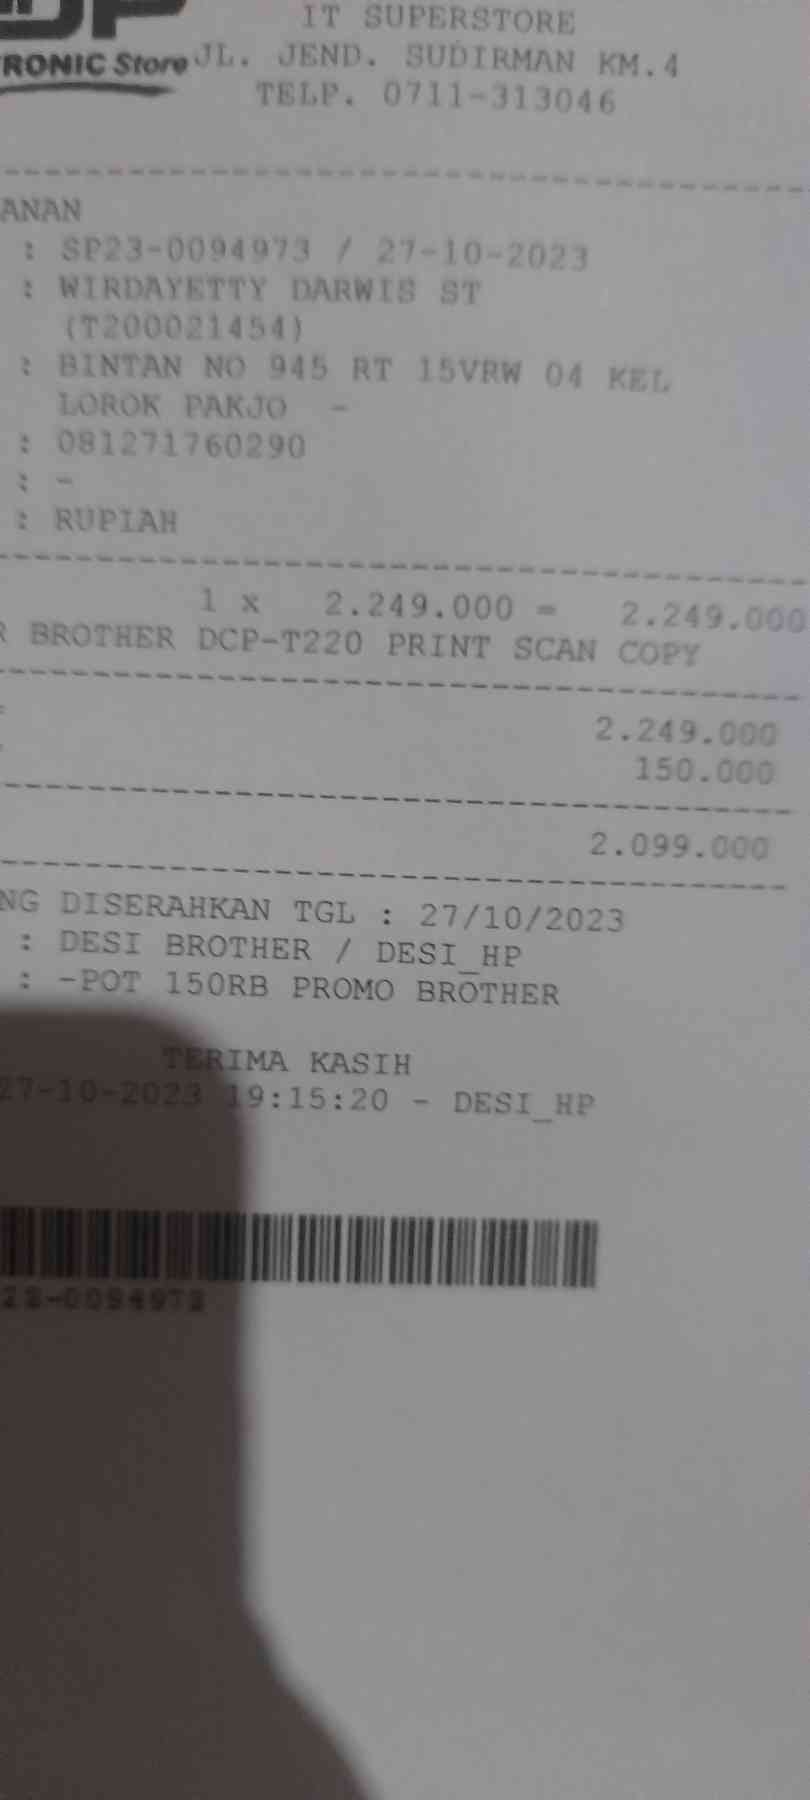 IT SUPERSTORE
RONIC Store JL. JEND. SUDIRMAN KM.4
TELP. 0711-313046
ANAN
: SP23-0094973 / 27-10-2023
: WIRDAYETTY DARWIS ST
(T200021454)
: BINTAN NO 945 RT 15VRW 04 KEL
LOROK PAKJO -
: 081271760290
: -
: RUPIAH
1 x 2.249.000 = 2.249.000
R BROTHER DCP-T220 PRINT SCAN COPY
2.249.000
150.000
2.099.000
NG DISERAHKAN TGL : 27/10/2023
: DESI BROTHER / DESI_HP
: -POT 150RB PROMO BROTHER
TERIMA KASIH
27-10-2023 19:15:20 - DESI_HP
23-0094973